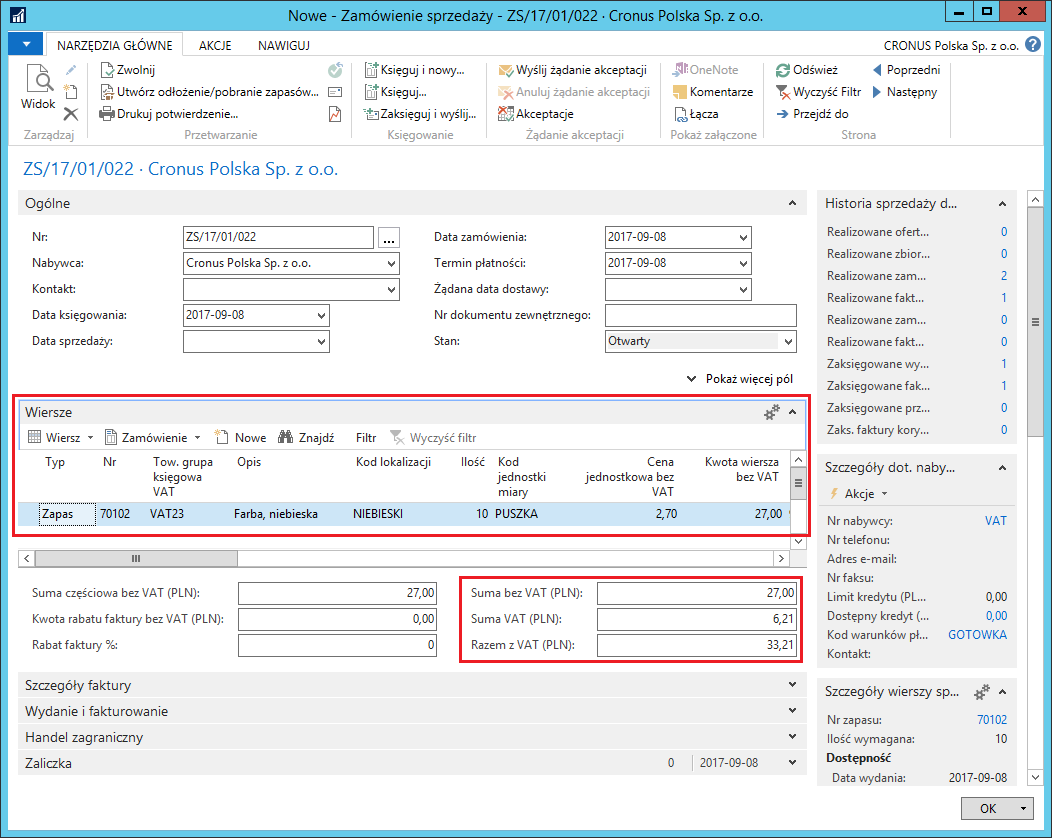 Nowe - Zamówienie sprzedaży - ZS/17/01/022 · Cronus Polska Sp. z o.o.
NARZĘDZIA GŁÓWNE AKCJE NAWIGUJ CRONUS Polska Sp. z o.o.
Widok
Zarządzaj
Zwolnij
Utwórz odłożenie/pobranie zapasów...
Drukuj potwierdzenie...
Przetwarzanie
Księguj i nowy...
Księguj...
Zaksięguj i wyślij...
Księgowanie
Wyślij żądanie akceptacji
Anuluj żądanie akceptacji
Akceptacje
Żądanie akceptacji
OneNote
Komentarze
Łącza
Pokaż załączone
Odśwież
Wyczyść Filtr
Przejdź do
Poprzedni
Następny
Strona
ZS/17/01/022 · Cronus Polska Sp. z o.o.
Ogólne
Nr: ZS/17/01/022 ...
Nabywca: Cronus Polska Sp. z o.o.
Kontakt:
Data księgowania: 2017-09-08
Data sprzedaży:
Data zamówienia: 2017-09-08
Termin płatności: 2017-09-08
Żądana data dostawy:
Nr dokumentu zewnętrznego:
Stan: Otwarty
Pokaż więcej pól
Wiersze
Wiersz Zamówienie Nowe Znajdź Filtr Wyczyść filtr
Typ Nr Tow. grupa księgowa VAT Opis Kod lokalizacji Ilość Kod jednostki miary Cena jednostkowa bez VAT Kwota wiersza bez VAT
Zapas 70102 VAT23 Farba, niebieska NIEBIESKI 10 PUSZKA 2,70 27,00
Suma częściowa bez VAT (PLN): 27,00
Kwota rabatu faktury bez VAT (PLN): 0,00
Rabat faktury %: 0
Suma bez VAT (PLN): 27,00
Suma VAT (PLN): 6,21
Razem z VAT (PLN): 33,21
Szczegóły faktury
Wydanie i fakturowanie
Handel zagraniczny
Zaliczka 0 2017-09-08
Historia sprzedaży d...
Realizowane ofert... 0
Realizowane zbior... 0
Realizowane zam... 2
Realizowane fakt... 1
Realizowane zam... 0
Realizowane fakt... 0
Zaksięgowane wy... 1
Zaksięgowane fak... 1
Zaksięgowane prz... 0
Zaks. faktury kory... 0
Szczegóły dot. naby...
Akcje
Nr nabywcy: VAT
Nr telefonu:
Adres e-mail:
Nr faksu:
Limit kredytu (PL... 0,00
Dostępny kredyt (... 0,00
Kod warunków pł... GOTOWKA
Kontakt:
Szczegóły wierszy sp...
Nr zapasu: 70102
Ilość wymagana: 10
Dostępność
Data wydania: 2017-09-08
OK